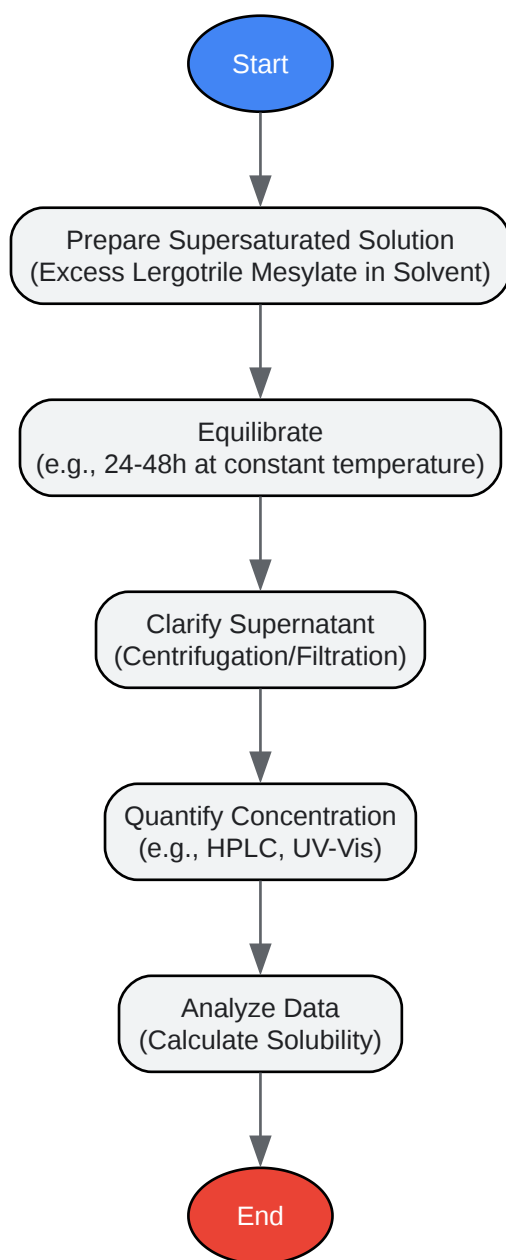 Start
Prepare Supersaturated Solution
(Excess Lergotrile Mesylate in Solvent)
Equilibrate
(e.g., 24-48h at constant temperature)
Clarify Supernatant
(Centrifugation/Filtration)
Quantify Concentration
(e.g., HPLC, UV-Vis)
Analyze Data
(Calculate Solubility)
End